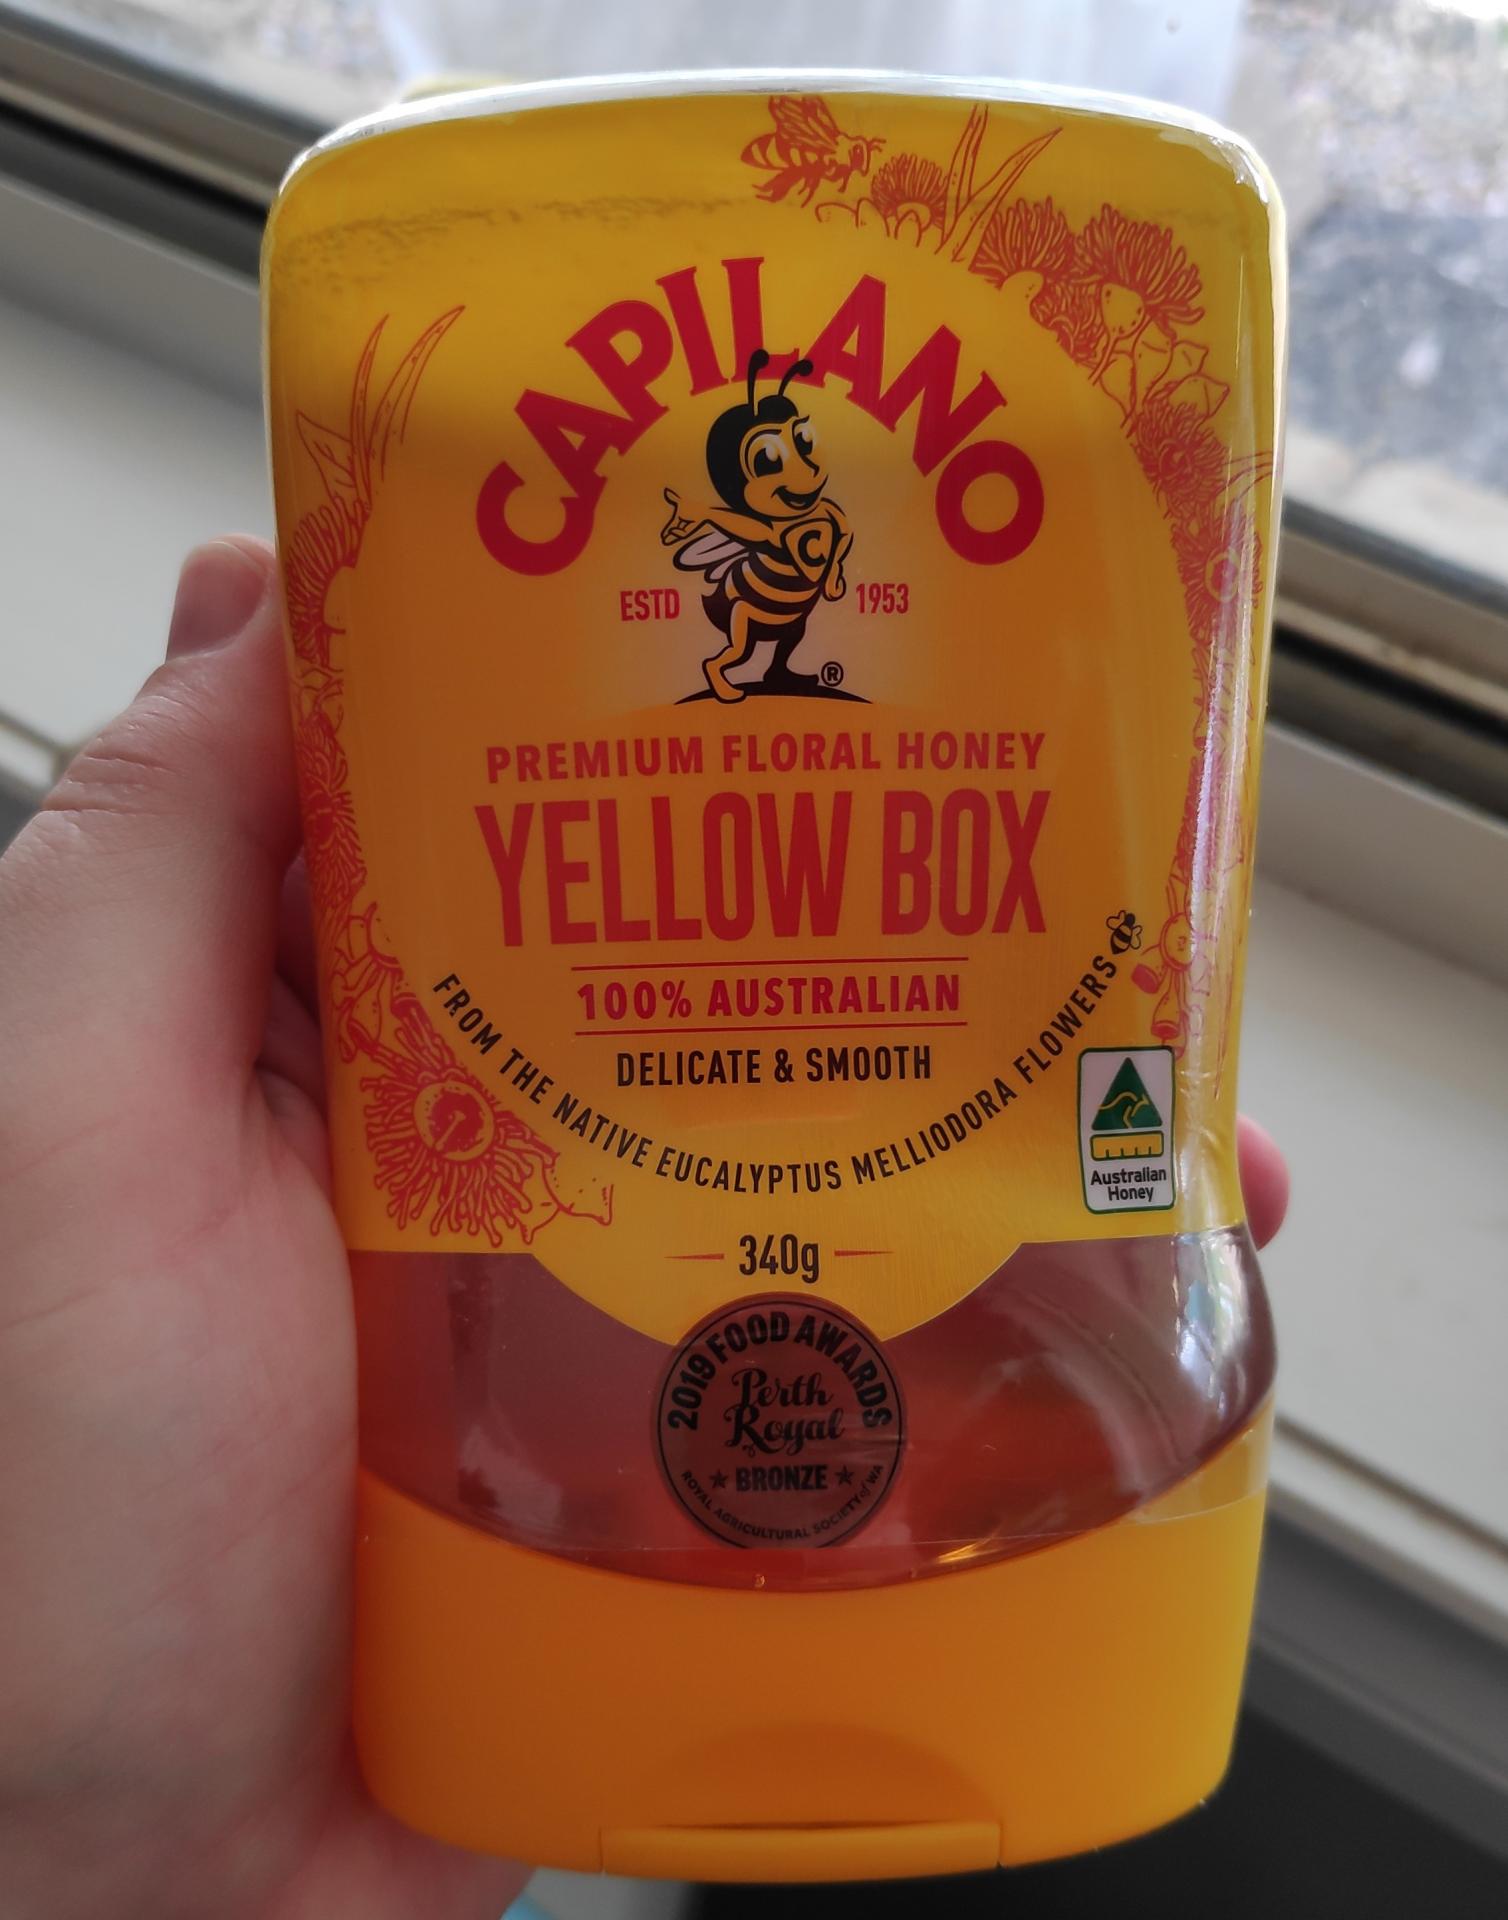 CAPILANO
C
ESTD 1953
®
PREMIUM FLORAL HONEY
YELLOW BOX
100% AUSTRALIAN
DELICATE & SMOOTH
FROM THE NATIVE EUCALYPTUS MELLIODORA FLOWERS
Australian
Honey
340g
2019 FOOD AWARDS
Perth
Royal
BRONZE
ROYAL AGRICULTURAL SOCIETY of WA